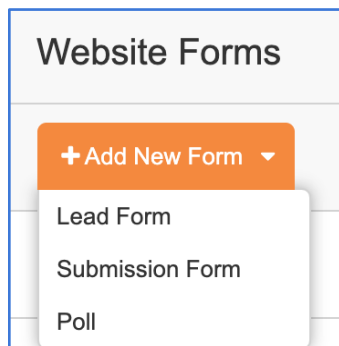 Website Forms
+ Add New Form
Lead Form
Submission Form
Poll